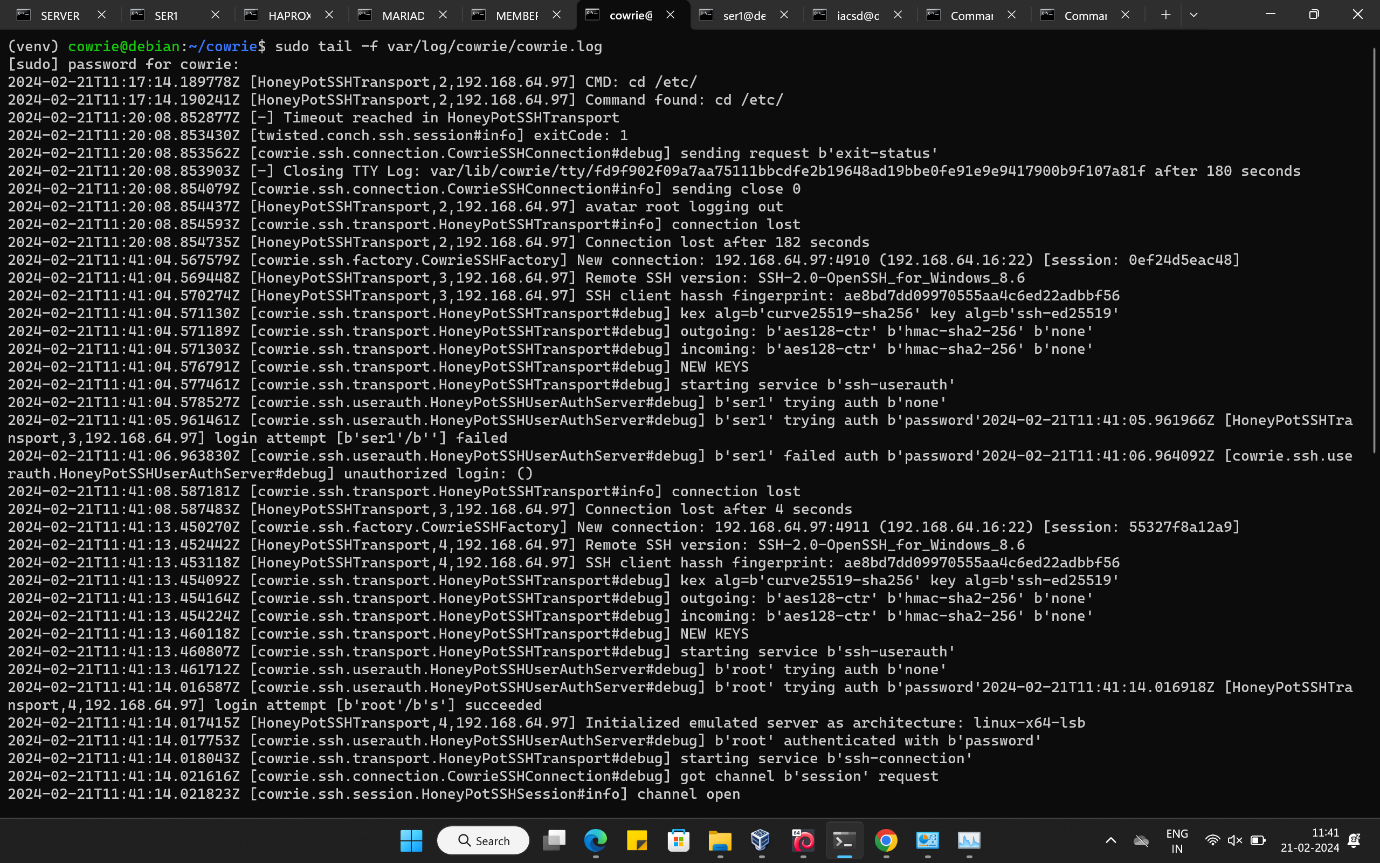 SERVER
SER1
HAPROX
MARIAD
MEMBER
cowrie@
ser1@de
iacsd@d
Commar
Commar
(venv) cowrie@debian:~/cowrie$ sudo tail -f var/log/cowrie/cowrie.log
[sudo] password for cowrie:
2024-02-21T11:17:14.189778Z [HoneyPotSSHTransport,2,192.168.64.97] CMD: cd /etc/
2024-02-21T11:17:14.190241Z [HoneyPotSSHTransport,2,192.168.64.97] Command found: cd /etc/
2024-02-21T11:20:08.852877Z [-] Timeout reached in HoneyPotSSHTransport
2024-02-21T11:20:08.853430Z [twisted.conch.ssh.session#info] exitCode: 1
2024-02-21T11:20:08.853562Z [cowrie.ssh.connection.CowrieSSHConnection#debug] sending request b'exit-status'
2024-02-21T11:20:08.853903Z [-] Closing TTY Log: var/lib/cowrie/tty/fd9f902f09a7aa75111bbcdfe2b19648ad19bbe0fe91e9e9417900b9f107a81f after 180 seconds
2024-02-21T11:20:08.854079Z [cowrie.ssh.connection.CowrieSSHConnection#info] sending close 0
2024-02-21T11:20:08.854437Z [HoneyPotSSHTransport,2,192.168.64.97] avatar root logging out
2024-02-21T11:20:08.854593Z [cowrie.ssh.transport.HoneyPotSSHTransport#info] connection lost
2024-02-21T11:20:08.854735Z [HoneyPotSSHTransport,2,192.168.64.97] Connection lost after 182 seconds
2024-02-21T11:41:04.567579Z [cowrie.ssh.factory.CowrieSSHFactory] New connection: 192.168.64.97:4910 (192.168.64.16:22) [session: 0ef24d5eac48]
2024-02-21T11:41:04.569448Z [HoneyPotSSHTransport,3,192.168.64.97] Remote SSH version: SSH-2.0-OpenSSH_for_Windows_8.6
2024-02-21T11:41:04.570274Z [HoneyPotSSHTransport,3,192.168.64.97] SSH client hassh fingerprint: ae8bd7dd09970555aa4c6ed22adbbf56
2024-02-21T11:41:04.571130Z [cowrie.ssh.transport.HoneyPotSSHTransport#debug] kex alg=b'curve25519-sha256' key alg=b'ssh-ed25519'
2024-02-21T11:41:04.571189Z [cowrie.ssh.transport.HoneyPotSSHTransport#debug] outgoing: b'aes128-ctr' b'hmac-sha2-256' b'none'
2024-02-21T11:41:04.571303Z [cowrie.ssh.transport.HoneyPotSSHTransport#debug] incoming: b'aes128-ctr' b'hmac-sha2-256' b'none'
2024-02-21T11:41:04.576791Z [cowrie.ssh.transport.HoneyPotSSHTransport#debug] NEW KEYS
2024-02-21T11:41:04.577461Z [cowrie.ssh.transport.HoneyPotSSHTransport#debug] starting service b'ssh-userauth'
2024-02-21T11:41:04.578527Z [cowrie.ssh.userauth.HoneyPotSSHUserAuthServer#debug] b'ser1' trying auth b'none'
2024-02-21T11:41:05.961461Z [cowrie.ssh.userauth.HoneyPotSSHUserAuthServer#debug] b'ser1' trying auth b'password'2024-02-21T11:41:05.961966Z [HoneyPotSSHTra
nsport,3,192.168.64.97] login attempt [b'ser1'/b''] failed
2024-02-21T11:41:06.963830Z [cowrie.ssh.userauth.HoneyPotSSHUserAuthServer#debug] b'ser1' failed auth b'password'2024-02-21T11:41:06.964092Z [cowrie.ssh.use
rauth.HoneyPotSSHUserAuthServer#debug] unauthorized login: ()
2024-02-21T11:41:08.587181Z [cowrie.ssh.transport.HoneyPotSSHTransport#info] connection lost
2024-02-21T11:41:08.587483Z [HoneyPotSSHTransport,3,192.168.64.97] Connection lost after 4 seconds
2024-02-21T11:41:13.450270Z [cowrie.ssh.factory.CowrieSSHFactory] New connection: 192.168.64.97:4911 (192.168.64.16:22) [session: 55327f8a12a9]
2024-02-21T11:41:13.452442Z [HoneyPotSSHTransport,4,192.168.64.97] Remote SSH version: SSH-2.0-OpenSSH_for_Windows_8.6
2024-02-21T11:41:13.453118Z [HoneyPotSSHTransport,4,192.168.64.97] SSH client hassh fingerprint: ae8bd7dd09970555aa4c6ed22adbbf56
2024-02-21T11:41:13.454092Z [cowrie.ssh.transport.HoneyPotSSHTransport#debug] kex alg=b'curve25519-sha256' key alg=b'ssh-ed25519'
2024-02-21T11:41:13.454164Z [cowrie.ssh.transport.HoneyPotSSHTransport#debug] outgoing: b'aes128-ctr' b'hmac-sha2-256' b'none'
2024-02-21T11:41:13.454224Z [cowrie.ssh.transport.HoneyPotSSHTransport#debug] incoming: b'aes128-ctr' b'hmac-sha2-256' b'none'
2024-02-21T11:41:13.460118Z [cowrie.ssh.transport.HoneyPotSSHTransport#debug] NEW KEYS
2024-02-21T11:41:13.460807Z [cowrie.ssh.transport.HoneyPotSSHTransport#debug] starting service b'ssh-userauth'
2024-02-21T11:41:13.461712Z [cowrie.ssh.userauth.HoneyPotSSHUserAuthServer#debug] b'root' trying auth b'none'
2024-02-21T11:41:14.016587Z [cowrie.ssh.userauth.HoneyPotSSHUserAuthServer#debug] b'root' trying auth b'password'2024-02-21T11:41:14.016918Z [HoneyPotSSHTra
nsport,4,192.168.64.97] login attempt [b'root'/b's'] succeeded
2024-02-21T11:41:14.017415Z [HoneyPotSSHTransport,4,192.168.64.97] Initialized emulated server as architecture: linux-x64-lsb
2024-02-21T11:41:14.017753Z [cowrie.ssh.userauth.HoneyPotSSHUserAuthServer#debug] b'root' authenticated with b'password'
2024-02-21T11:41:14.018043Z [cowrie.ssh.transport.HoneyPotSSHTransport#debug] starting service b'ssh-connection'
2024-02-21T11:41:14.021616Z [cowrie.ssh.connection.CowrieSSHConnection#debug] got channel b'session' request
2024-02-21T11:41:14.021823Z [cowrie.ssh.session.HoneyPotSSHSession#info] channel open
Search
ENG
IN
11:41
21-02-2024